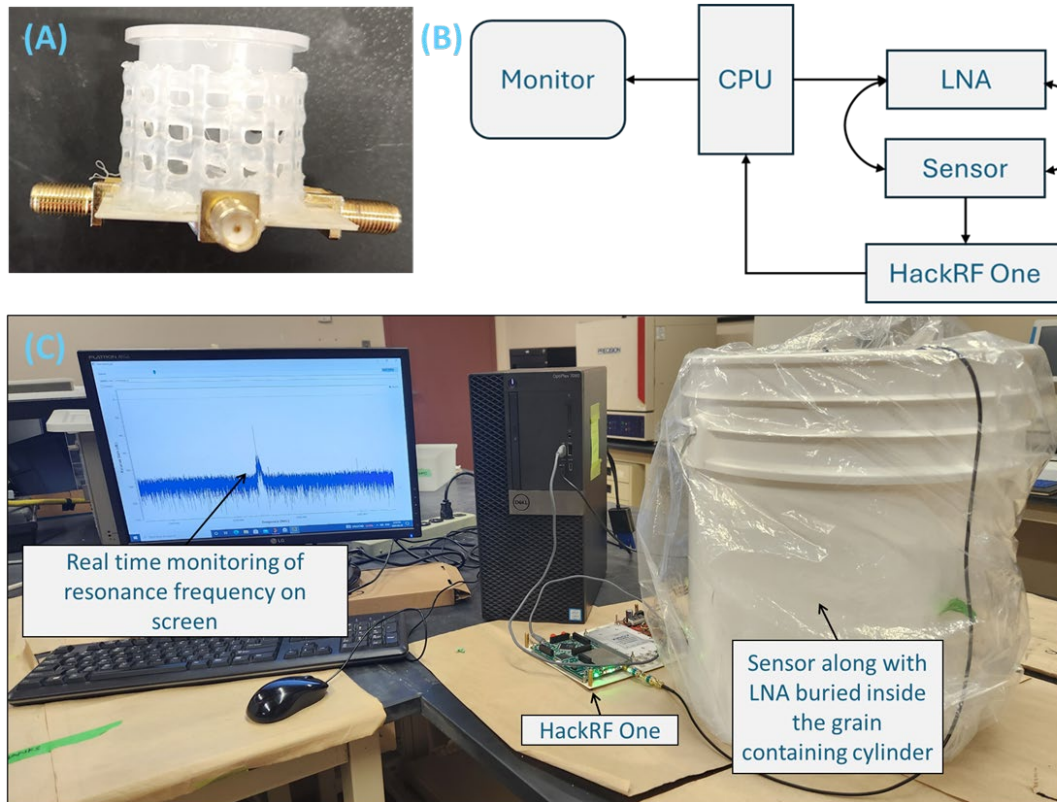 (A)
(B)
Monitor
CPU
LNA
Sensor
HackRF One
(C)
DELL
LG
Real time monitoring of
resonance frequency on
screen
HackRF One
Sensor along with
LNA buried inside
the grain
containing cylinder